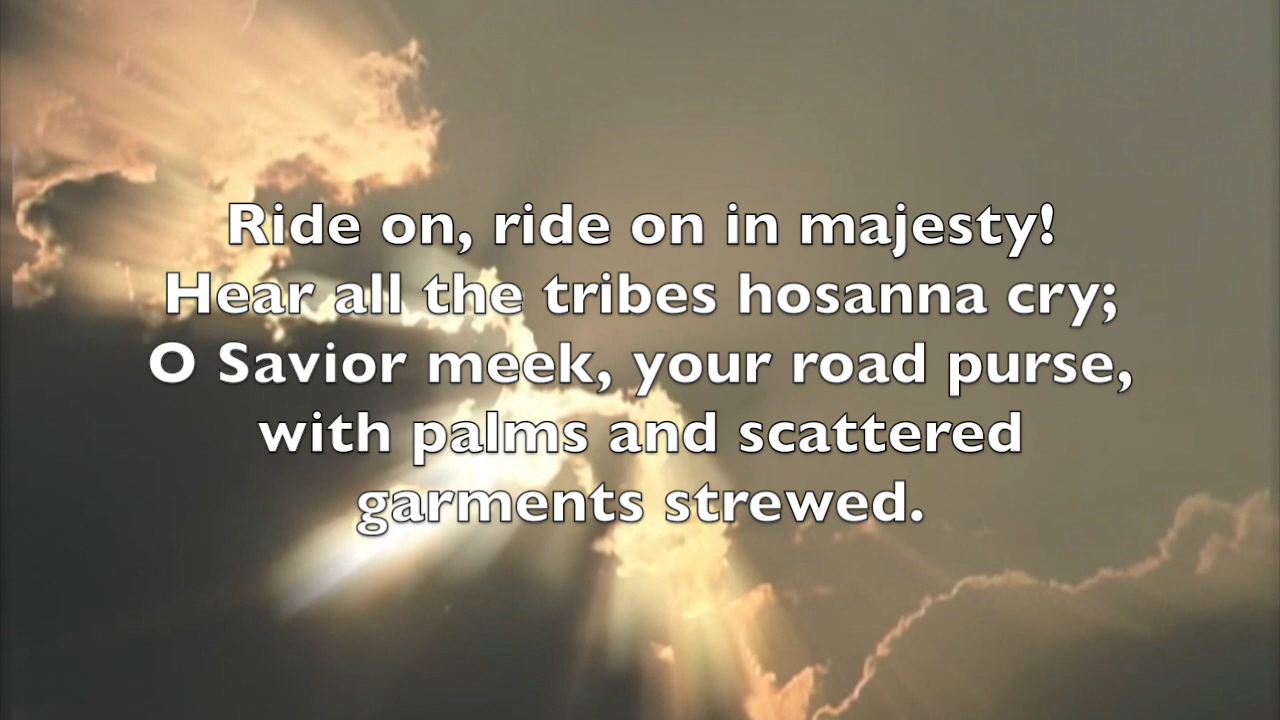 Ride on, ride on in majesty!
Hear all the tribes hosanna cry;
O Savior meek, your road purse,
with palms and scattered
garments strewed.